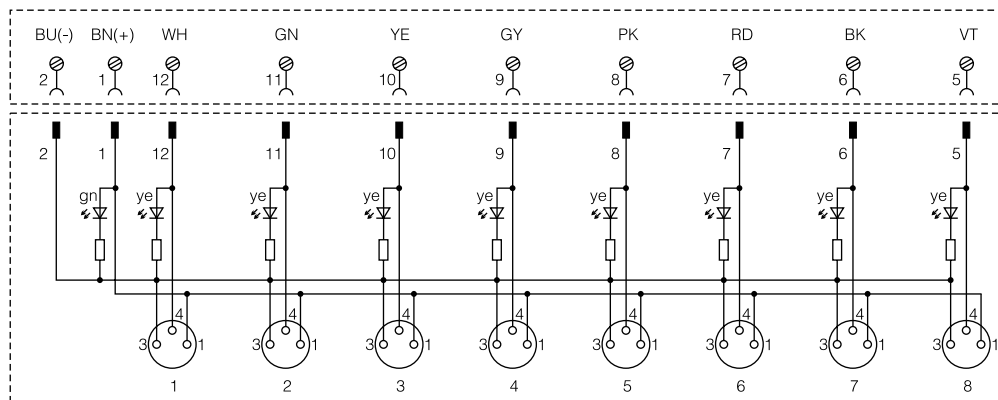 BU(-) BN(+) WH GN YE GY PK RD BK VT
2 1 12 11 10 9 8 7 6 5
2 1 12 11 10 9 8 7 6 5
gn ye ye ye ye ye ye ye ye
4 4 4 4 4 4 4 4
3 1 3 1 3 1 3 1 3 1 3 1 3 1 3 1
1 2 3 4 5 6 7 8